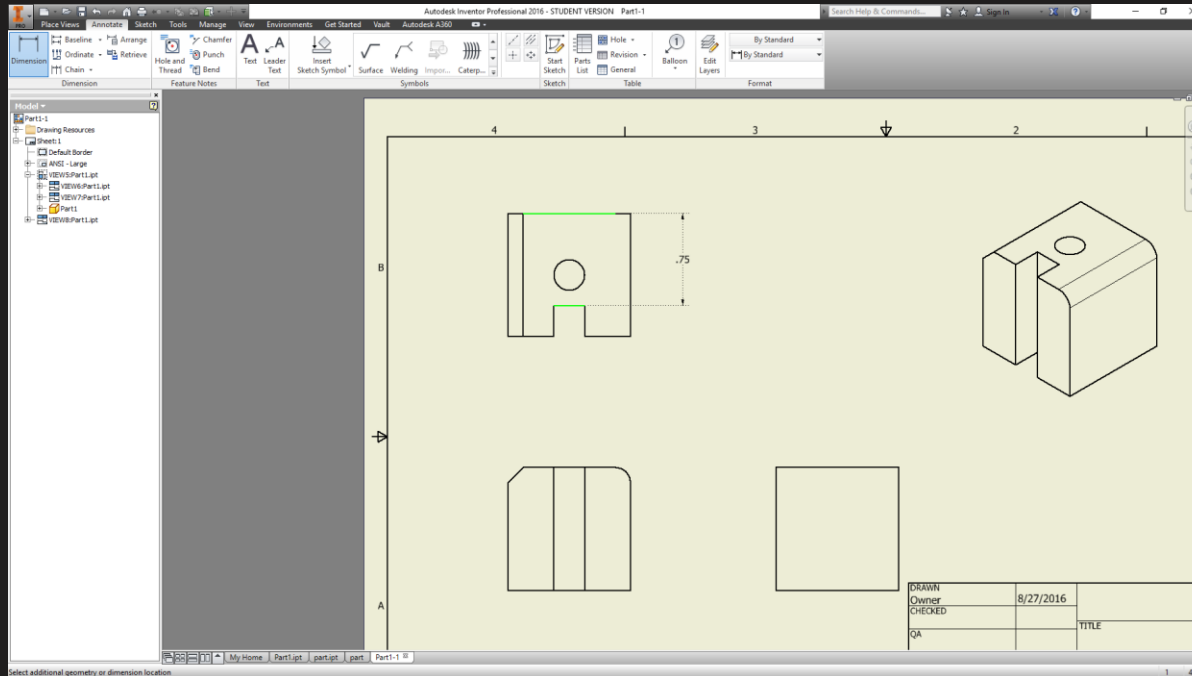 Autodesk Inventor Professional 2016 - STUDENT VERSION Part1-1
Search Help & Commands...
Sign In
PRO
Place Views Annotate Sketch Tools Manage View Environments Get Started Vault Autodesk A360
Dimension
Baseline
Ordinate
Chain
Arrange
Retrieve
Dimension
Hole and Thread
Chamfer
Punch
Bend
Feature Notes
Text
Leader Text
Text
Insert Sketch Symbol
Surface
Welding
Impor...
Caterp...
Symbols
Start Sketch
Sketch
Parts List
Hole
Revision
General
Table
Balloon
Edit Layers
By Standard
By Standard
Format
Model
Part1-1
Drawing Resources
Sheet:1
Default Border
ANSI - Large
VIEW5:Part1.ipt
VIEW6:Part1.ipt
VIEW7:Part1.ipt
Part1
VIEW8:Part1.ipt
4 3 2
B
.75
A
DRAWN
Owner 8/27/2016
CHECKED
TITLE
QA
My Home Part1.ipt part.ipt part Part1-1
Select additional geometry or dimension location
1 4